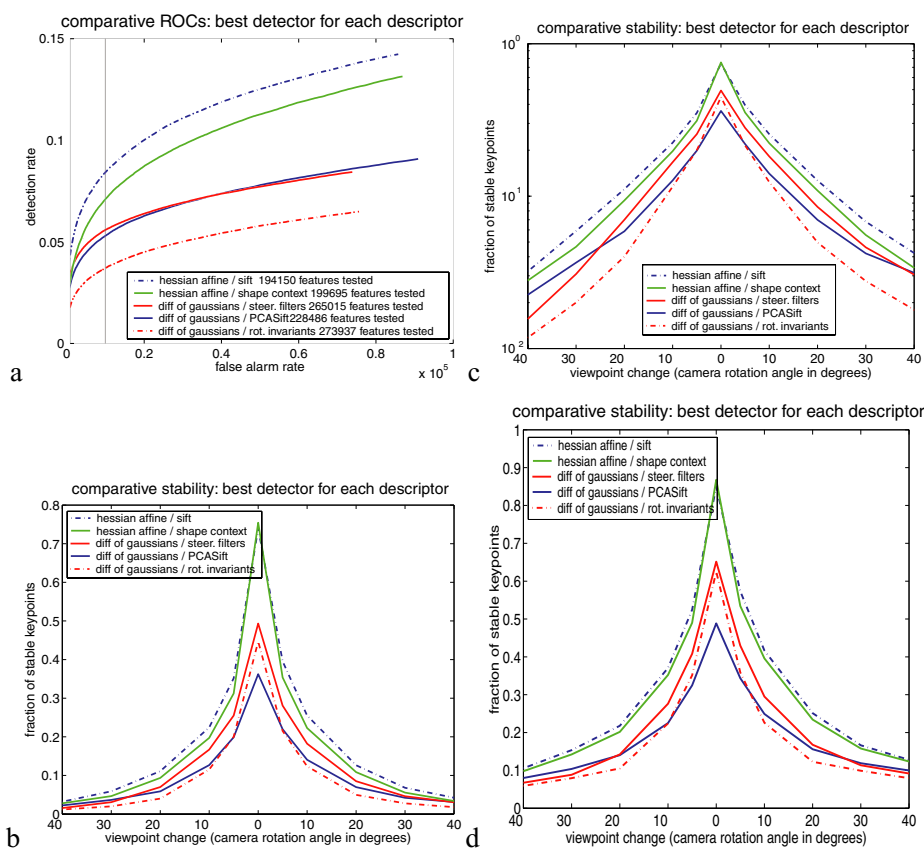 comparative ROCs: best detector for each descriptor
0.15
0.1
0.05
0
detection rate
hessian affine / sift 194150 features tested
hessian affine / shape context 199695 features tested
diff of gaussians / steer. filters 265015 features tested
diff of gaussians / PCASift228486 features tested
diff of gaussians / rot. invariants 273937 features tested
0 0.2 0.4 0.6 0.8 1
false alarm rate
x 10^5
a
comparative stability: best detector for each descriptor
10^0
10^1
10^2
fraction of stable keypoints
hessian affine / sift
hessian affine / shape context
diff of gaussians / steer. filters
diff of gaussians / PCASift
diff of gaussians / rot. invariants
40 30 20 10 0 10 20 30 40
viewpoint change (camera rotation angle in degrees)
c
comparative stability: best detector for each descriptor
0.8
0.7
0.6
0.5
0.4
0.3
0.2
0.1
0
fraction of stable keypoints
hessian affine / sift
hessian affine / shape context
diff of gaussians / steer. filters
diff of gaussians / PCASift
diff of gaussians / rot. invariants
40 30 20 10 0 10 20 30 40
viewpoint change (camera rotation angle in degrees)
b
comparative stability: best detector for each descriptor
1
0.9
0.8
0.7
0.6
0.5
0.4
0.3
0.2
0.1
0
fraction of stable keypoints
hessian affine / sift
hessian affine / shape context
diff of gaussians / steer. filters
diff of gaussians / PCASift
diff of gaussians / rot. invariants
40 30 20 10 0 10 20 30 40
viewpoint change (camera rotation angle in degrees)
d